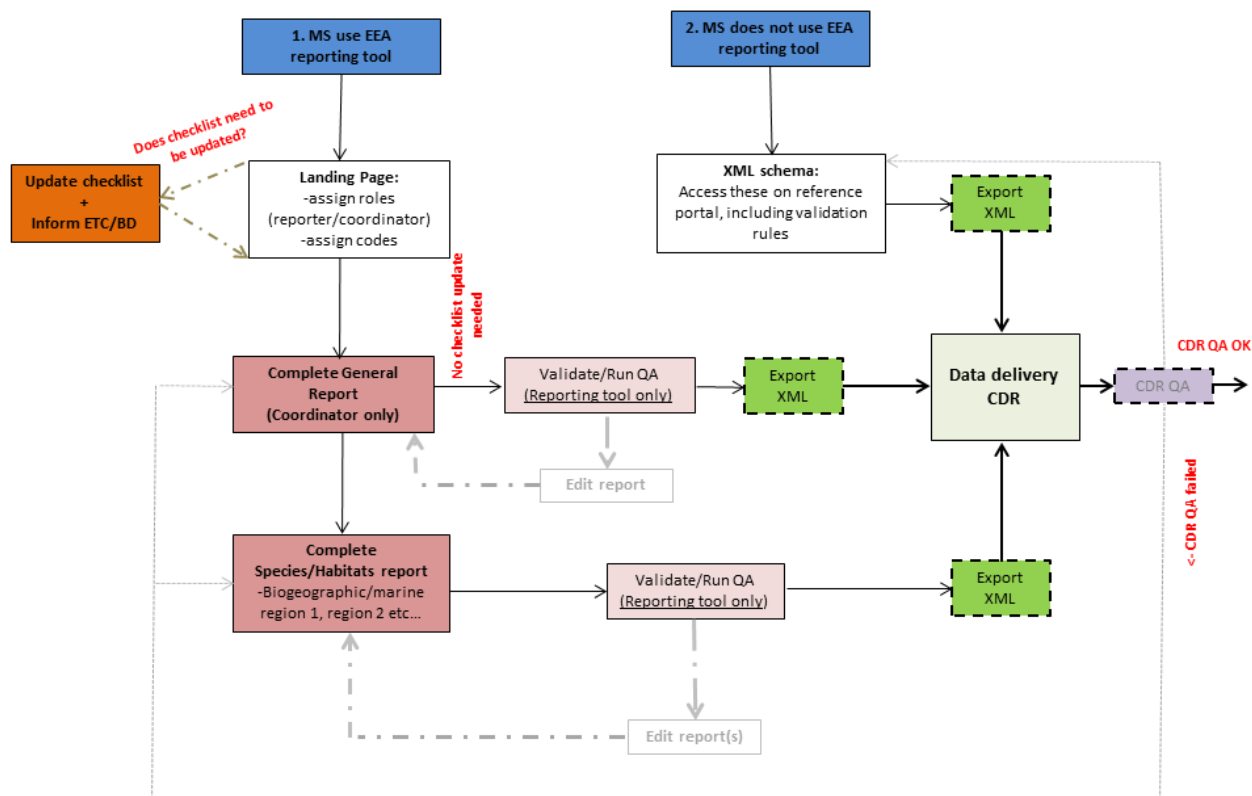 1. MS use EEA
reporting tool
2. MS does not use EEA
reporting tool
Does checklist need to
be updated?
Update checklist
+
Inform ETC/BD
Landing Page:
-assign roles
(reporter/coordinator)
-assign codes
XML schema:
Access these on reference
portal, including validation
rules
Export
XML
No checklist update
needed
Complete General
Report
(Coordinator only)
Validate/Run QA
(Reporting tool only)
Export
XML
Data delivery
CDR
CDR QA
CDR QA OK
Edit report
<- CDR QA failed
Complete
Species/Habitats report
-Biogeographic/marine
region 1, region 2 etc...
Validate/Run QA
(Reporting tool only)
Export
XML
Edit report(s)